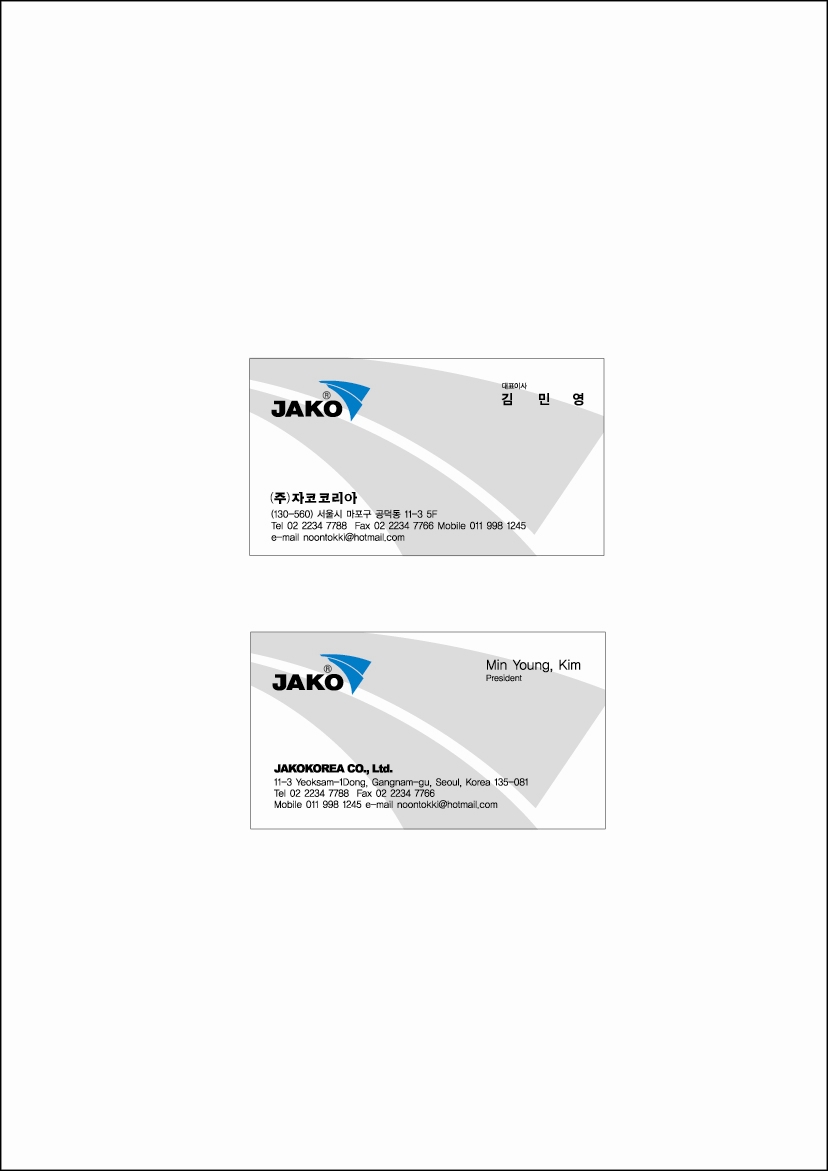 JAKO®
대표이사
김 민 영
(주)자코코리아
(130-560) 서울시 마포구 공덕동 11-3 5F
Tel 02 2234 7788 Fax 02 2234 7766 Mobile 011 998 1245
e-mail noontokki@hotmail.com
JAKO®
Min Young, Kim
President
JAKOKOREA CO., Ltd.
11-3 Yeoksam-1Dong, Gangnam-gu, Seoul, Korea 135-081
Tel 02 2234 7788 Fax 02 2234 7766
Mobile 011 998 1245 e-mail noontokki@hotmail.com